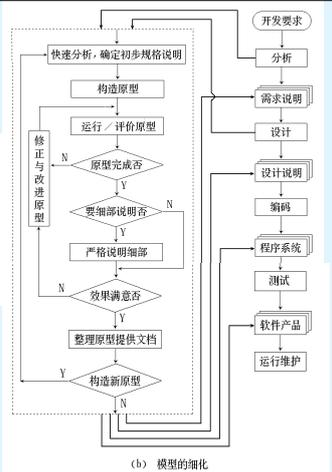 开发要求
快速分析，确定初步规格说明
分析
构造原型
需求说明
运行／评价原型
设计
修正与改进原型
原型完成否
N
Y
设计说明
要细部说明否
N
Y
编码
严格说明细部
程序系统
效果满意否
N
Y
测试
整理原型提供文档
软件产品
构造新原型
Y
N
运行维护
（b） 模型的细化